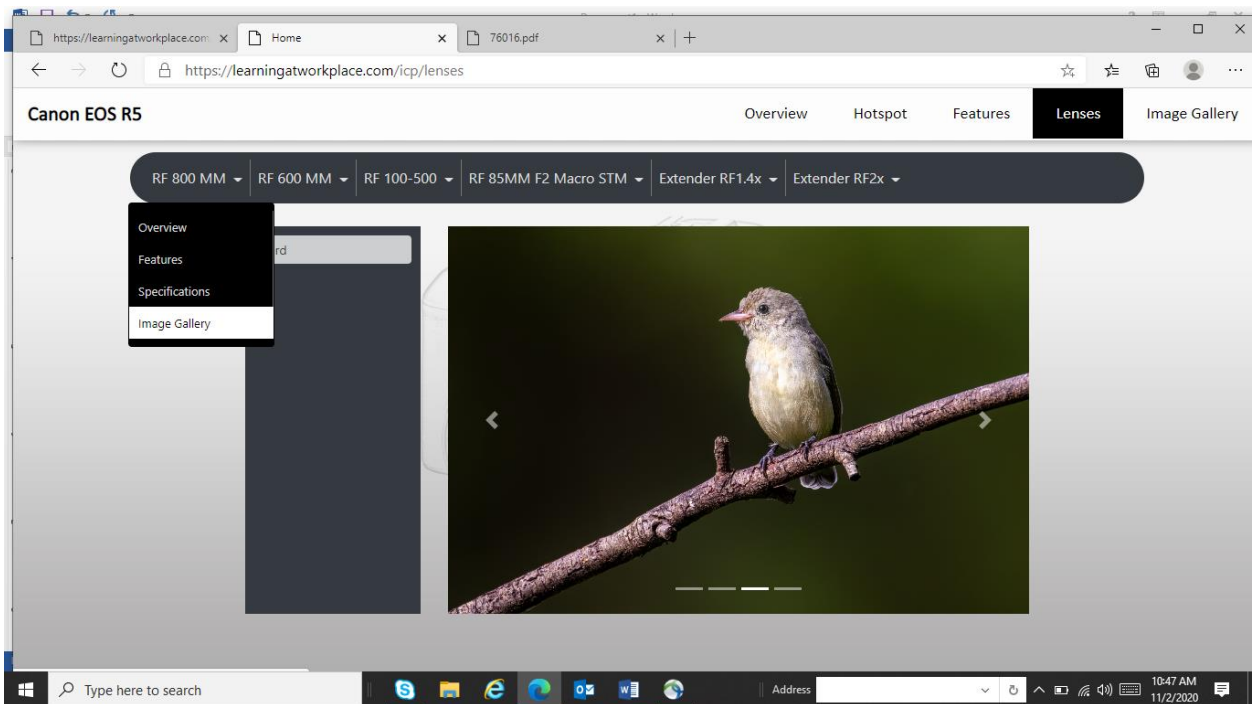 https://learningatworkplace.com
Home
76016.pdf
https://learningatworkplace.com/icp/lenses
Canon EOS R5
Overview
Hotspot
Features
Lenses
Image Gallery
RF 800 MM
RF 600 MM
RF 100-500
RF 85MM F2 Macro STM
Extender RF1.4x
Extender RF2x
Overview
Features
Specifications
Image Gallery
rd
Type here to search
Address
10:47 AM
11/2/2020